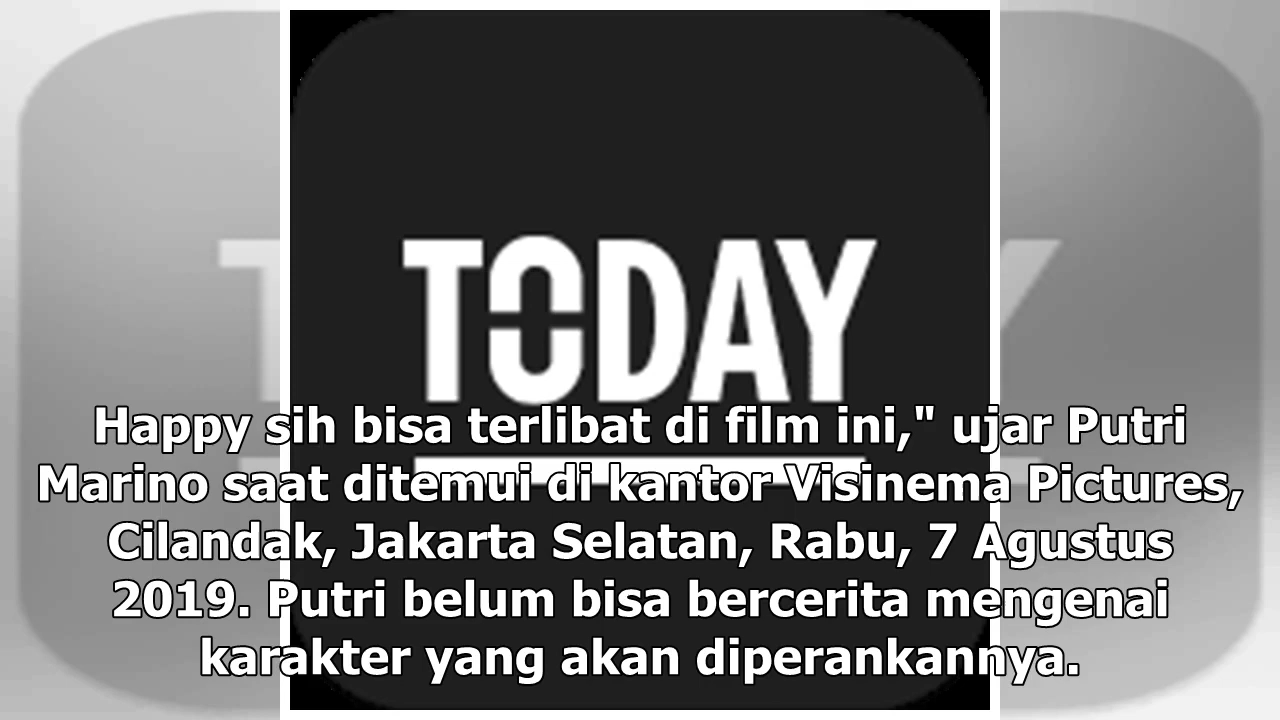 TODAY
Happy sih bisa terlibat di film ini," ujar Putri
Marino saat ditemui di kantor Visinema Pictures,
Cilandak, Jakarta Selatan, Rabu, 7 Agustus
2019. Putri belum bisa bercerita mengenai
karakter yang akan diperankannya.